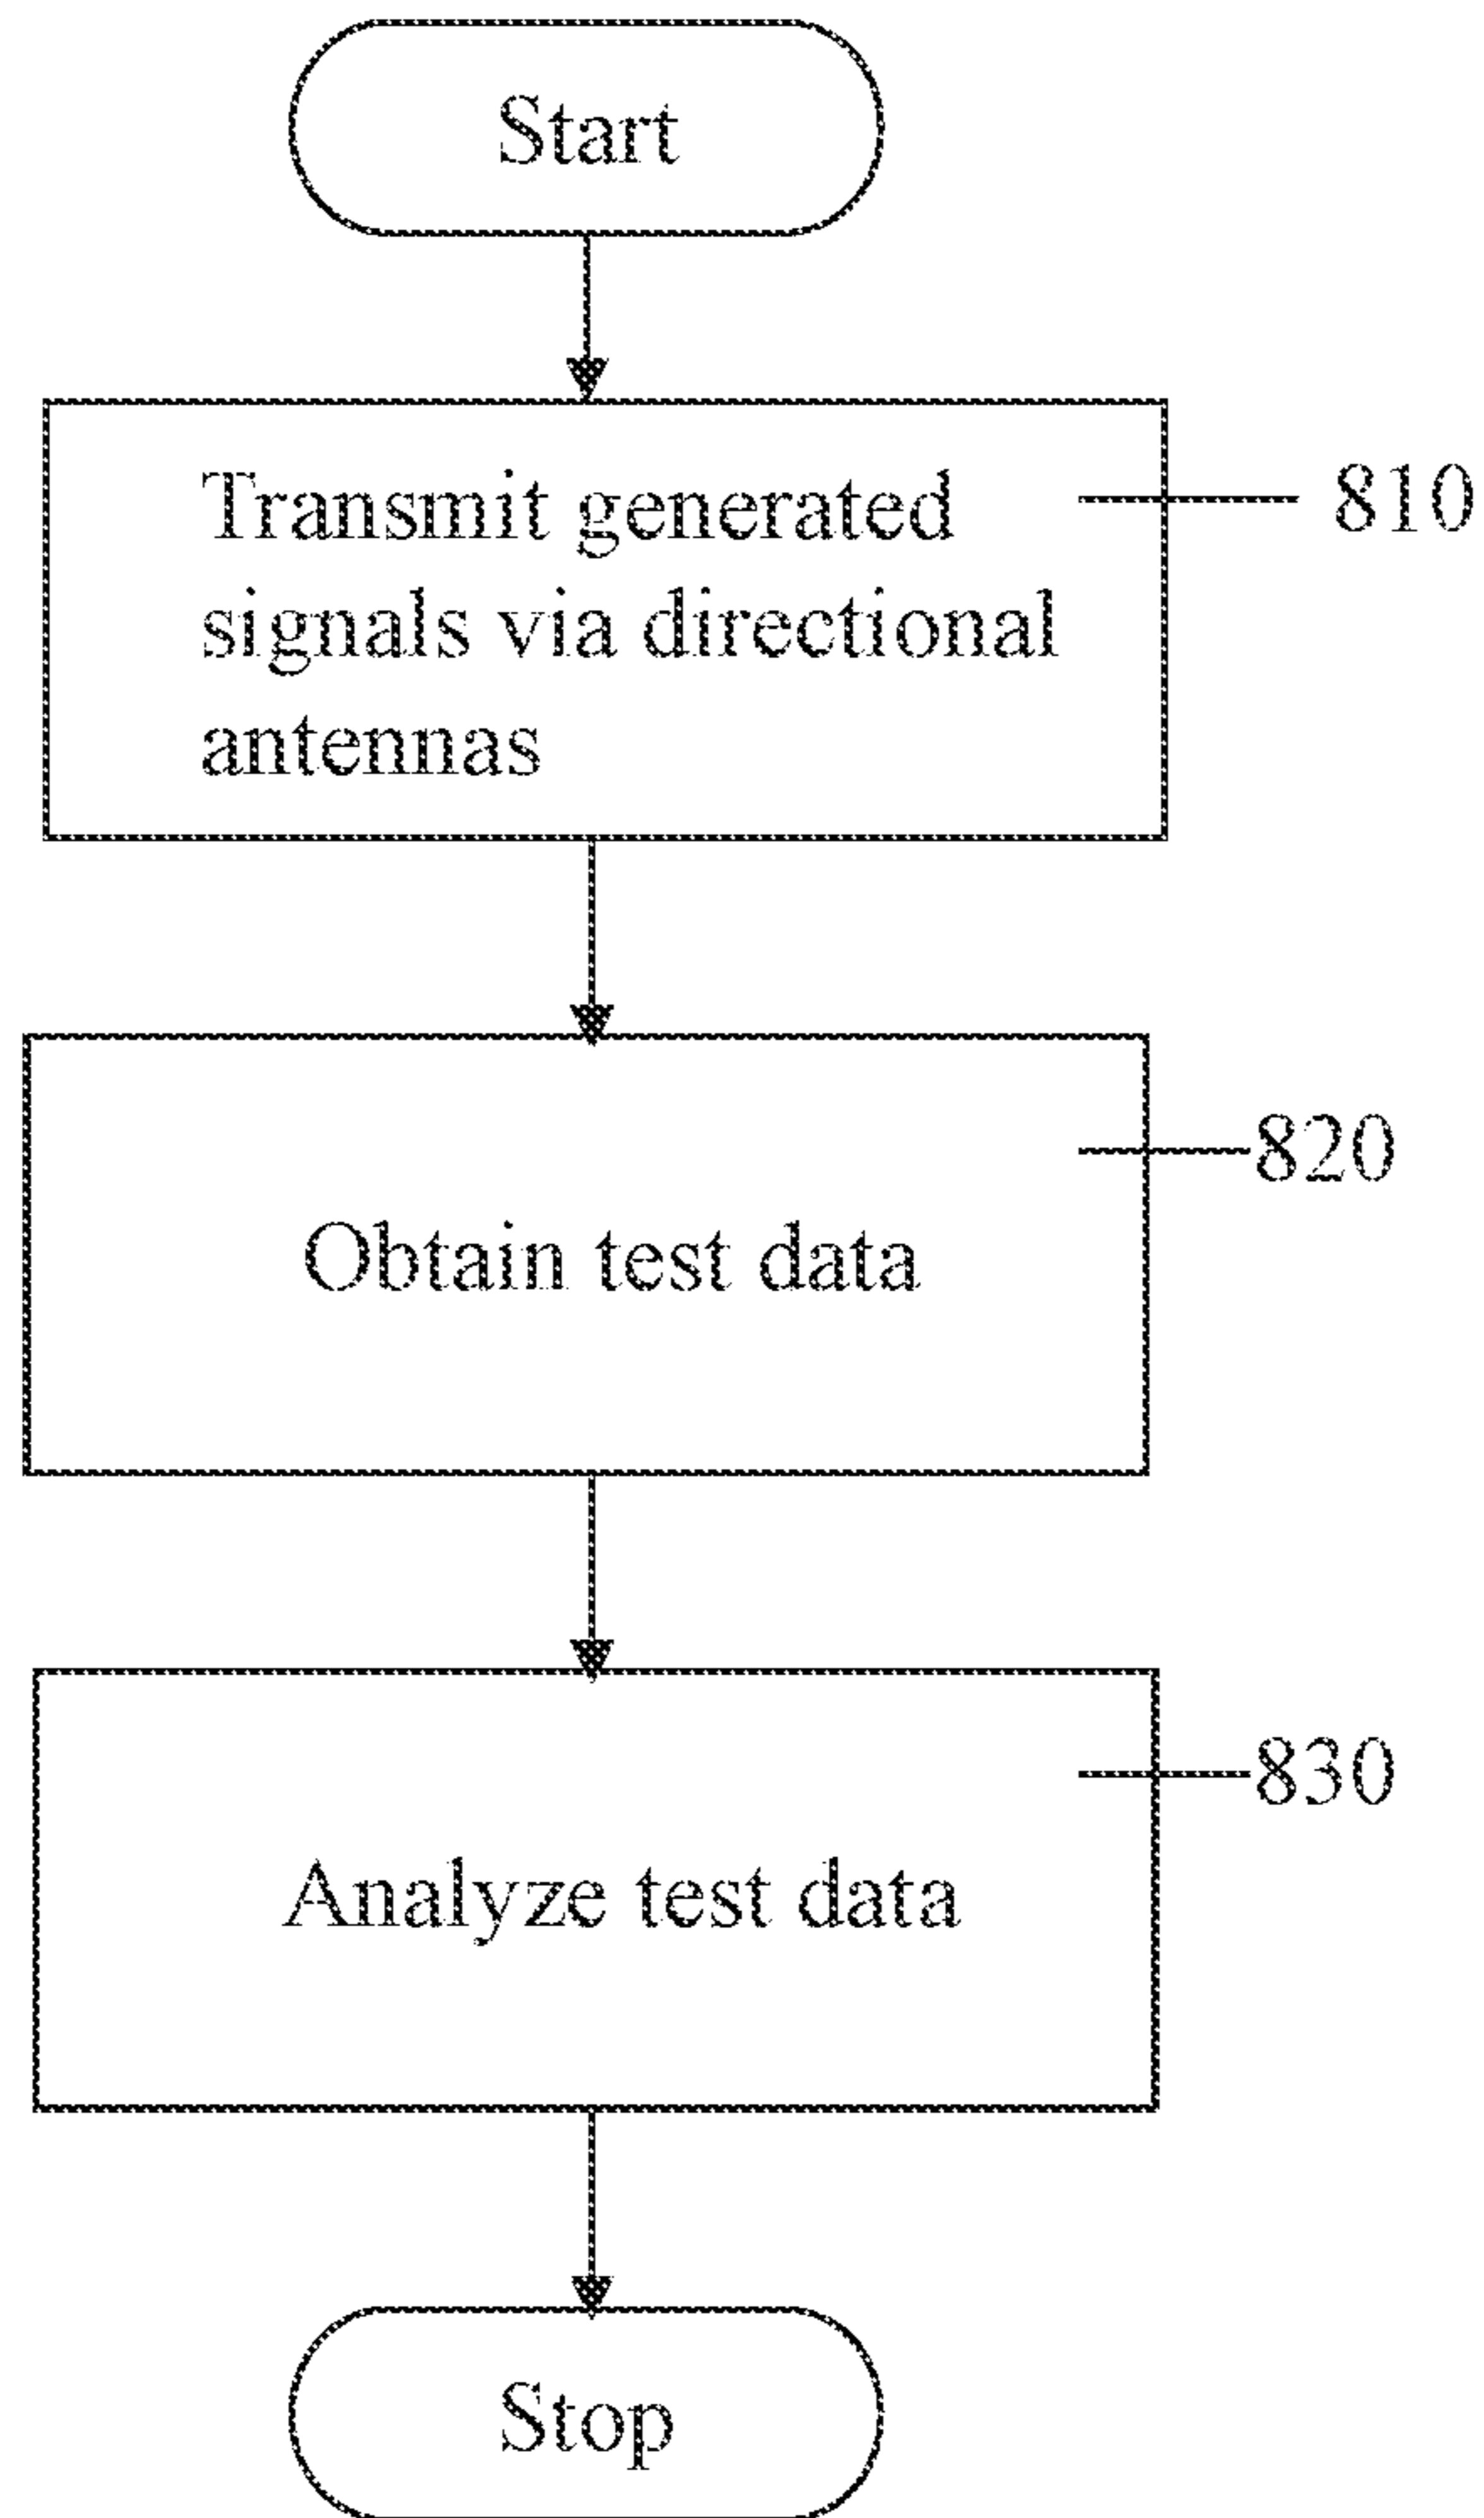 Start
Transmit generated
signals via directional
antennas
810
Obtain test data
820
Analyze test data
830
Stop